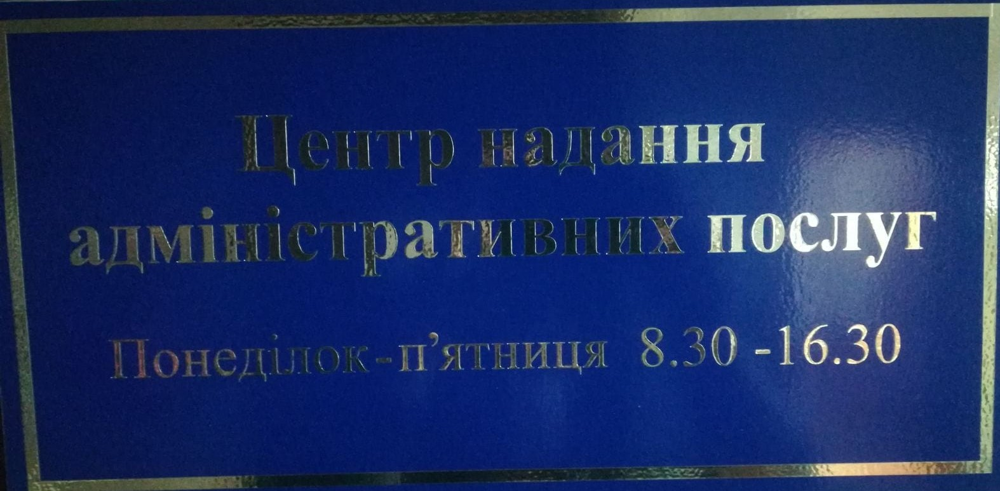 Центр надання
адміністративних послуг
Понеділок-п’ятниця 8.30 -16.30